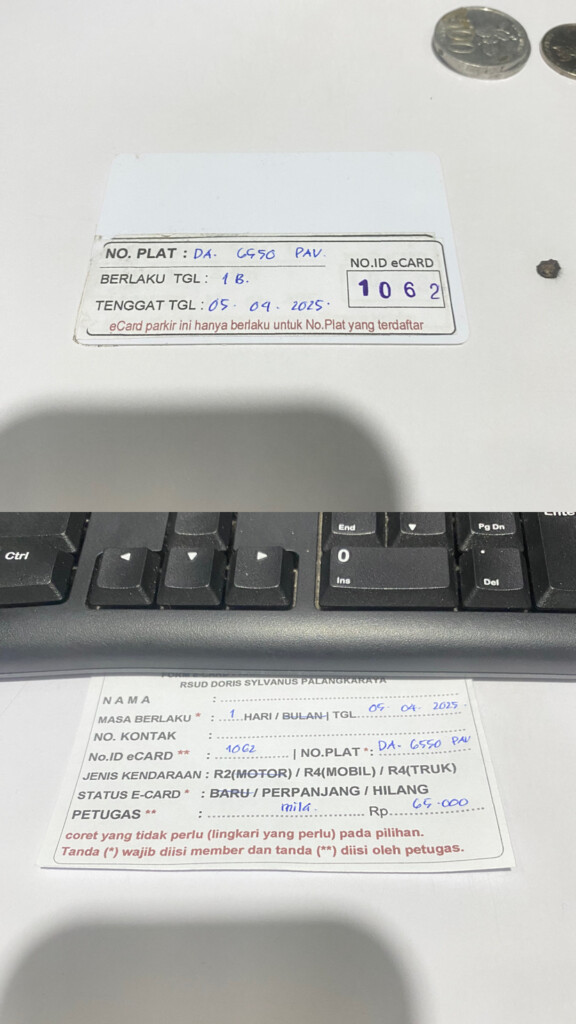 100
NO. PLAT : DA. 6550 PAV.
BERLAKU TGL : 1 B.
TENGGAT TGL : 05. 04. 2025.
NO.ID eCARD
1062
eCard parkir ini hanya berlaku untuk No.Plat yang terdaftar
Enter
Ctrl
End
Pg Dn
0
Ins
.
Del
RSUD DORIS SYLVANUS PALANGKARAYA
NAMA :
MASA BERLAKU * : 1 HARI / BULAN | TGL. 05. 04. 2025.
NO. KONTAK :
No.ID eCARD ** : 1062 | NO.PLAT *: DA- 6550 PAV
JENIS KENDARAAN : R2(MOTOR) / R4(MOBIL) / R4(TRUK)
STATUS E-CARD * : BARU / PERPANJANG / HILANG
PETUGAS ** : mila. Rp. 65.000
coret yang tidak perlu (lingkari yang perlu) pada pilihan.
Tanda (*) wajib diisi member dan tanda (**) diisi oleh petugas.